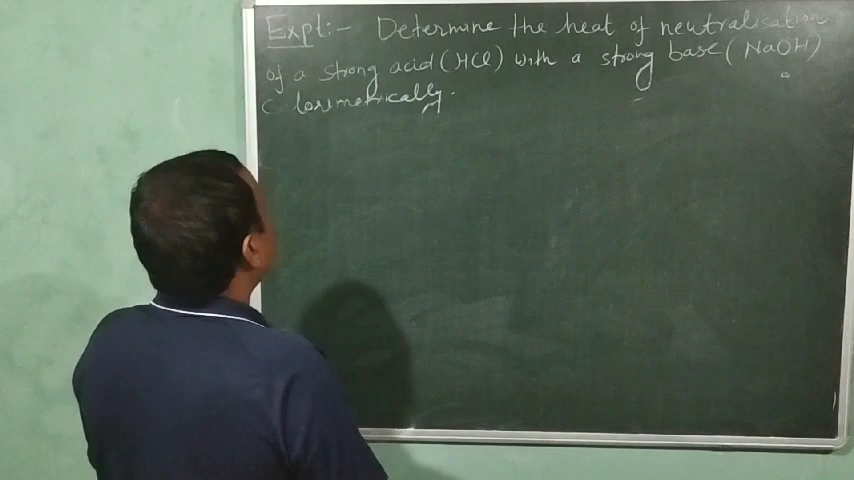 Expt:- Determine the heat of neutralisation
of a strong acid (HCl) with a strong base (NaOH)
Calorimetrically.